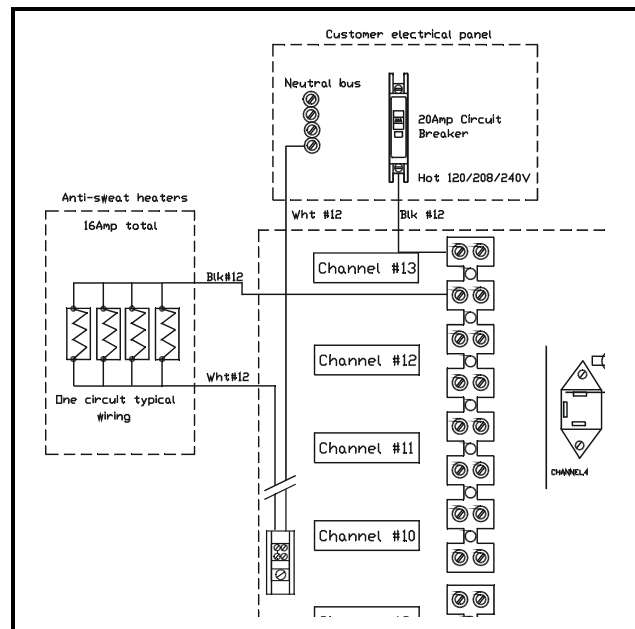 Customer electrical panel
Neutral bus
20Amp Circuit
Breaker
Hot 120/208/240V
Anti-sweat heaters
16Amp total
Wht #12
Blk #12
Channel #13
Blk#12
Channel #12
Wht#12
One circuit typical
wiring
Channel #11
CHANNEL4
Channel #10